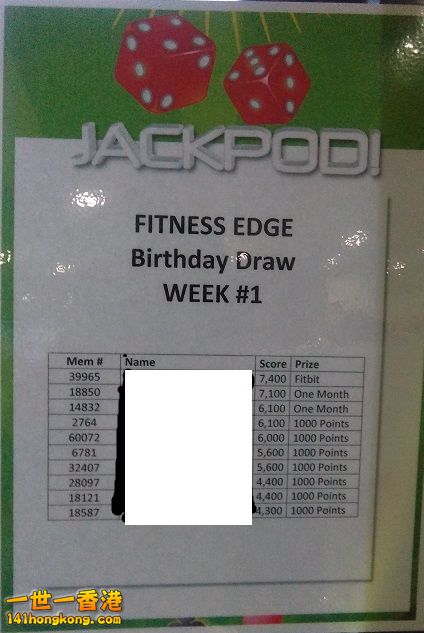 JACKPOD!
FITNESS EDGE
Birthday Draw
WEEK #1
Mem # Name Score Prize
39965 7,400 Fitbit
18850 7,100 One Month
14832 6,100 One Month
2764 6,100 1000 Points
60072 6,000 1000 Points
6781 5,600 1000 Points
32407 5,600 1000 Points
28097 4,400 1000 Points
18121 4,400 1000 Points
18587 4,300 1000 Points
一世一香港
141hongkong.com